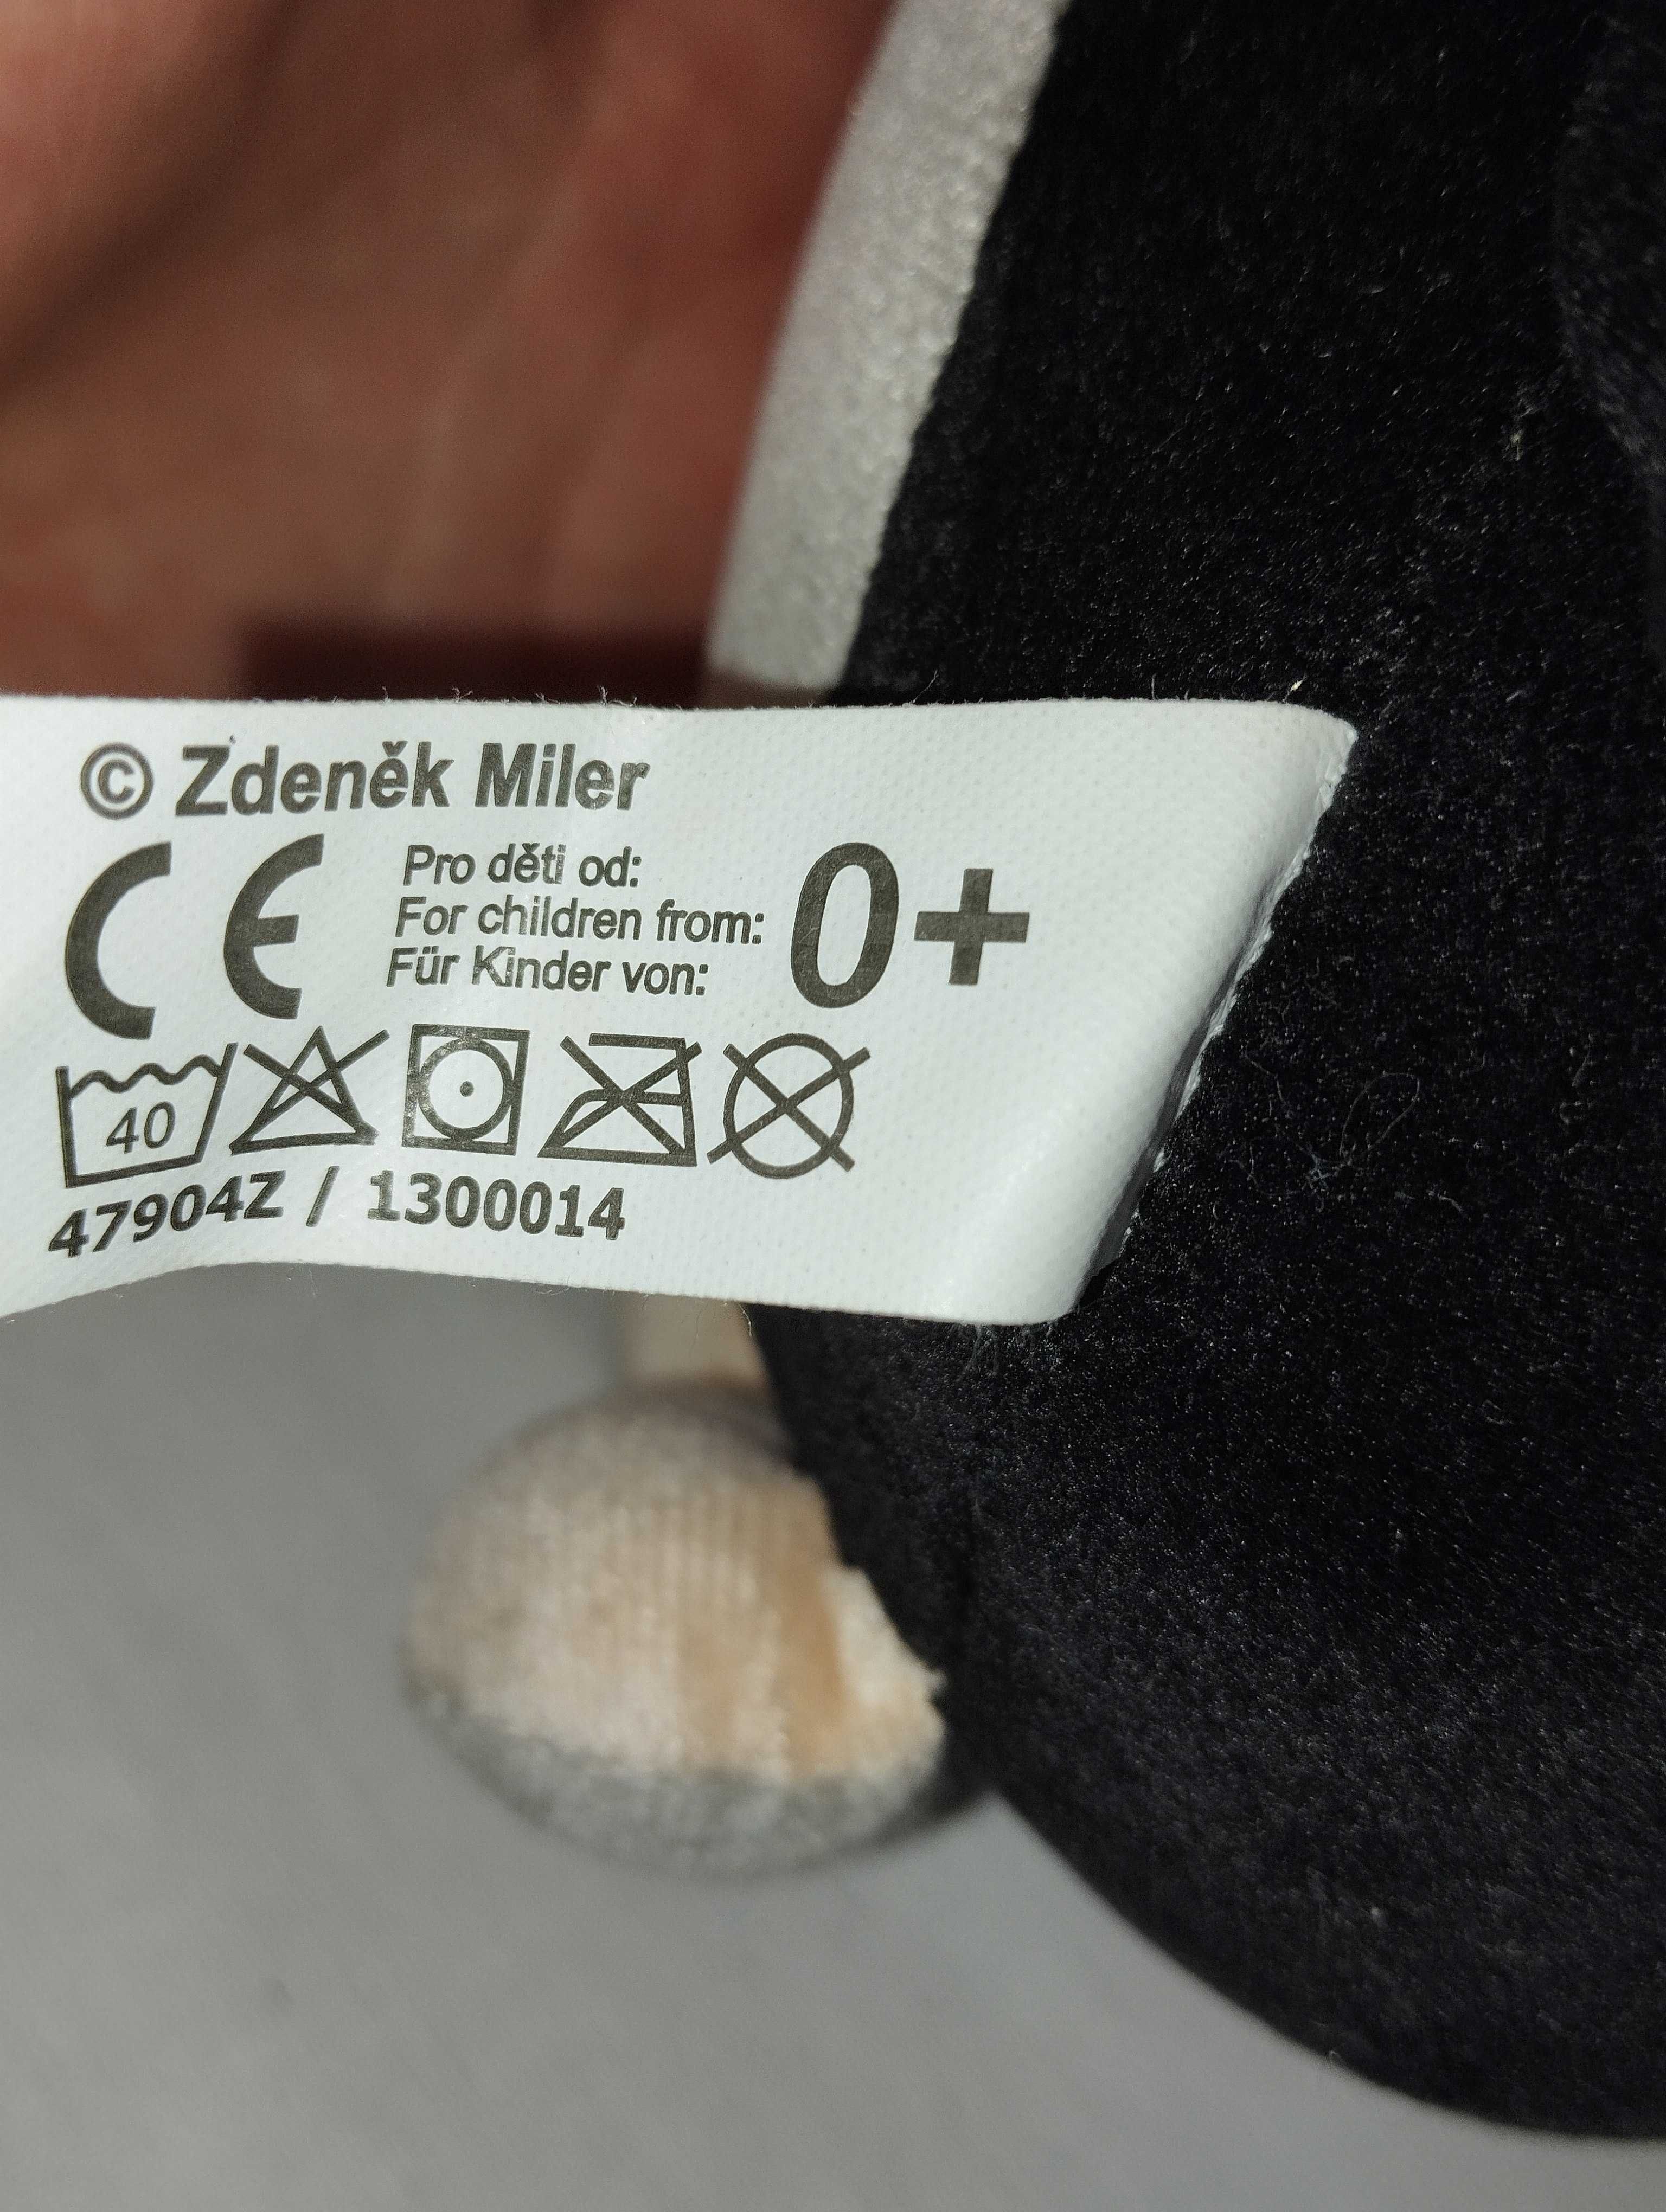 © Zdeněk Miler
CE
Pro děti od:
For children from:
Für Kinder von:
0+
40
47904Z / 1300014